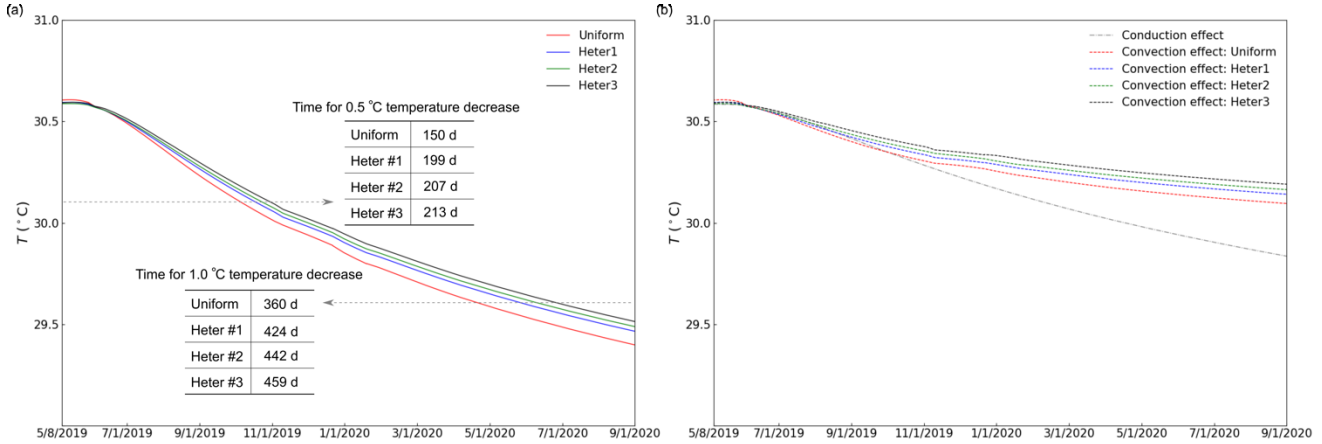 (a)
31.0
30.5
30.0
29.5
T (°C)
Uniform
Heter1
Heter2
Heter3
Time for 0.5 °C temperature decrease
Uniform 150 d
Heter #1 199 d
Heter #2 207 d
Heter #3 213 d
Time for 1.0 °C temperature decrease
Uniform 360 d
Heter #1 424 d
Heter #2 442 d
Heter #3 459 d
5/8/2019 7/1/2019 9/1/2019 11/1/2019 1/1/2020 3/1/2020 5/1/2020 7/1/2020 9/1/2020
(b)
31.0
30.5
30.0
29.5
T (°C)
Conduction effect
Convection effect: Uniform
Convection effect: Heter1
Convection effect: Heter2
Convection effect: Heter3
5/8/2019 7/1/2019 9/1/2019 11/1/2019 1/1/2020 3/1/2020 5/1/2020 7/1/2020 9/1/2020